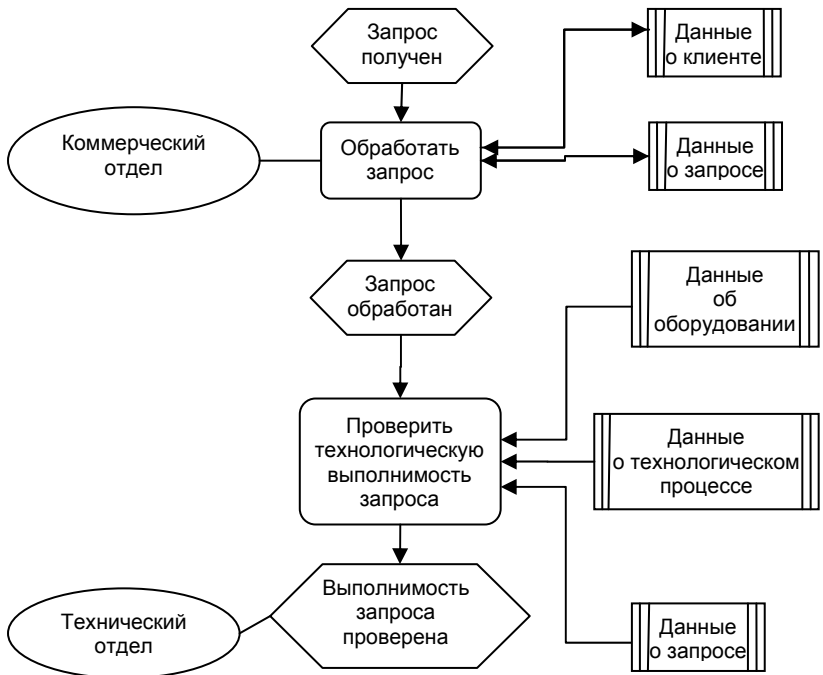 Запрос
получен
Данные
о клиенте
Коммерческий
отдел
Обработать
запрос
Данные
о запросе
Запрос
обработан
Данные
об
оборудовании
Проверить
технологическую
выполнимость
запроса
Данные
о технологическом
процессе
Выполнимость
запроса
проверена
Технический
отдел
Данные
о запросе